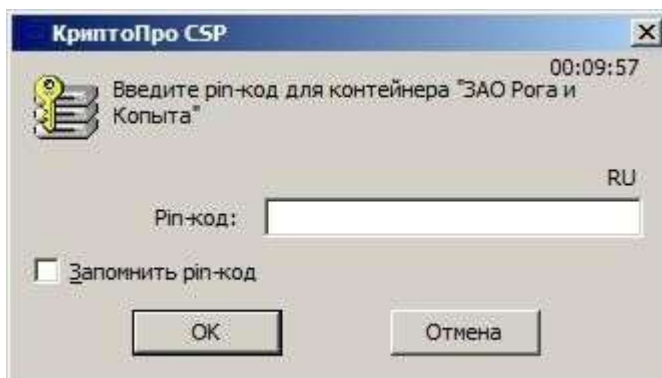 КриптоПро CSP
00:09:57
Введите pin-код для контейнера "ЗАО Рога и
Копыта"
RU
Pin-код:
Запомнить pin-код
OK
Отмена